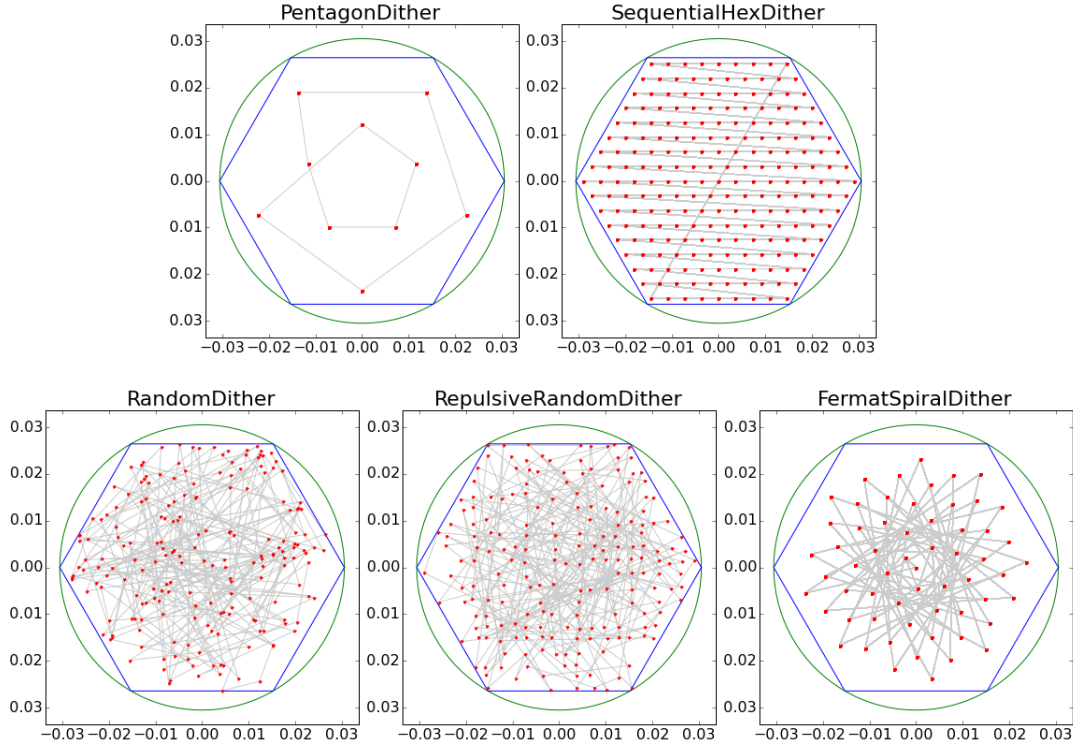 PentagonDither SequentialHexDither
0.03 0.03
0.02 0.02
0.01 0.01
0.00 0.00
0.01 0.01
0.02 0.02
0.03 0.03
−0.03 −0.02 −0.01 0.00 0.01 0.02 0.03 −0.03 −0.02 −0.01 0.00 0.01 0.02 0.03
RandomDither RepulsiveRandomDither FermatSpiralDither
0.03 0.03 0.03
0.02 0.02 0.02
0.01 0.01 0.01
0.00 0.00 0.00
0.01 0.01 0.01
0.02 0.02 0.02
0.03 0.03 0.03
−0.03 −0.02 −0.01 0.00 0.01 0.02 0.03 −0.03 −0.02 −0.01 0.00 0.01 0.02 0.03 −0.03 −0.02 −0.01 0.00 0.01 0.02 0.03